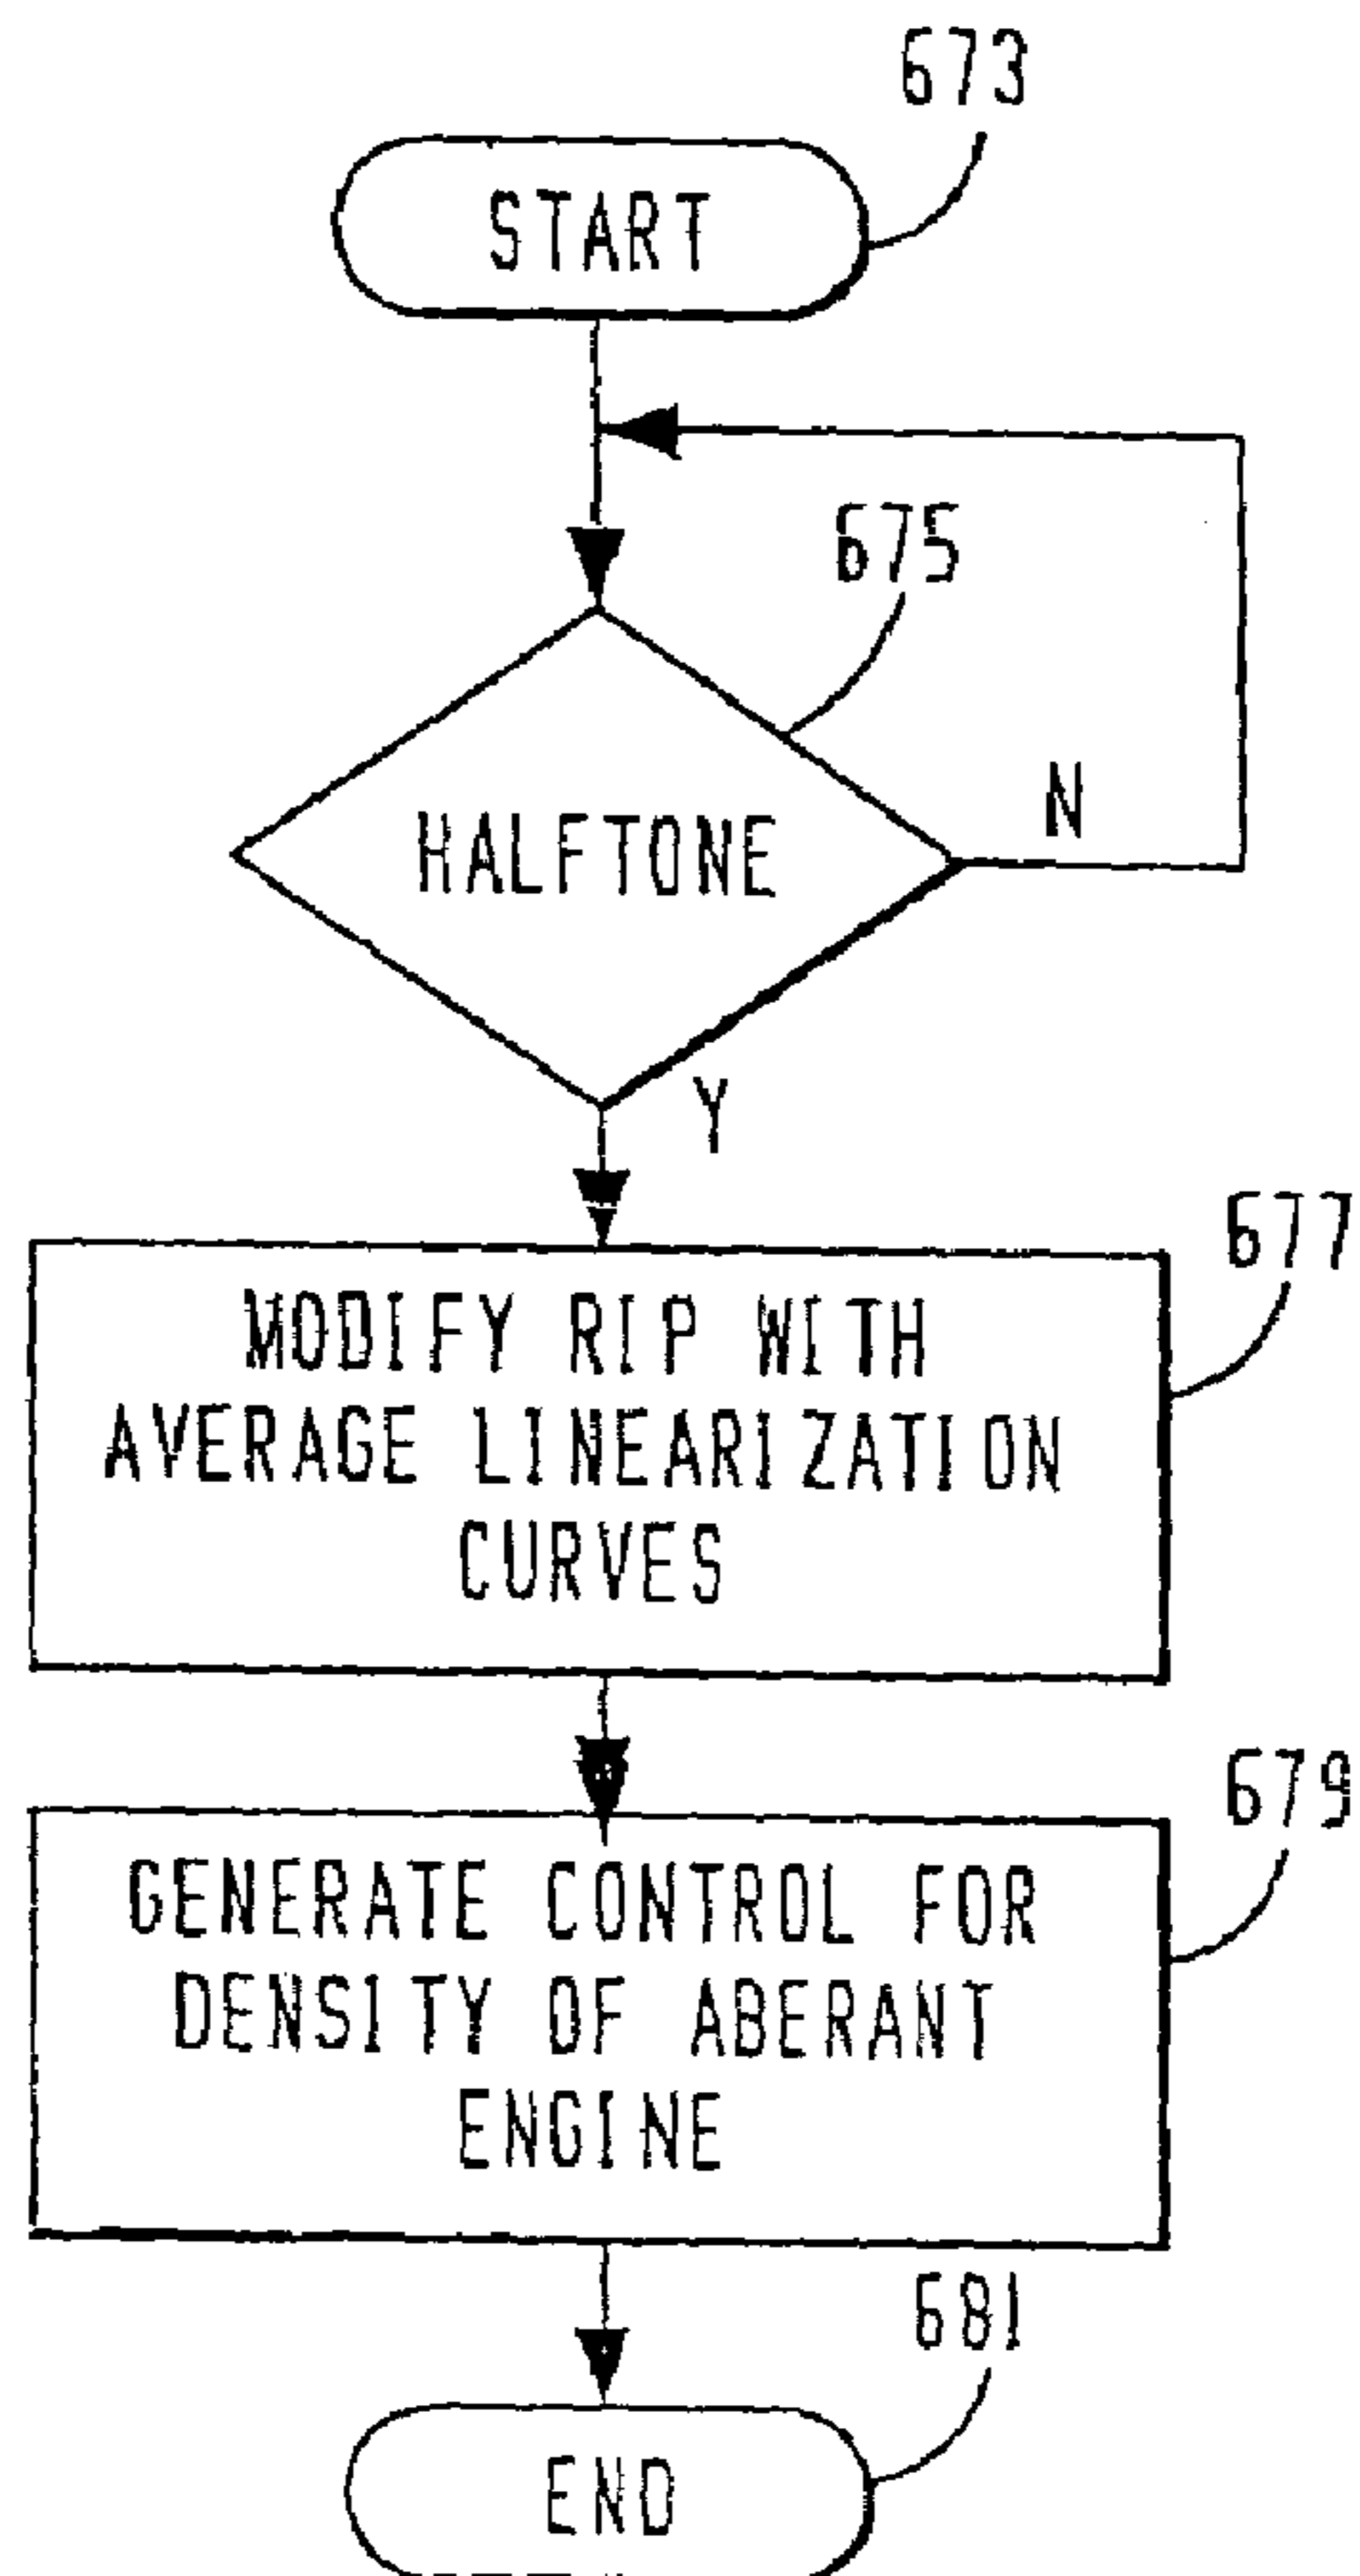 673
START
675
HALFTONE
N
Y
677
MODIFY RIP WITH
AVERAGE LINEARIZATION
CURVES
679
GENERATE CONTROL FOR
DENSITY OF ABERANT
ENGINE
681
END